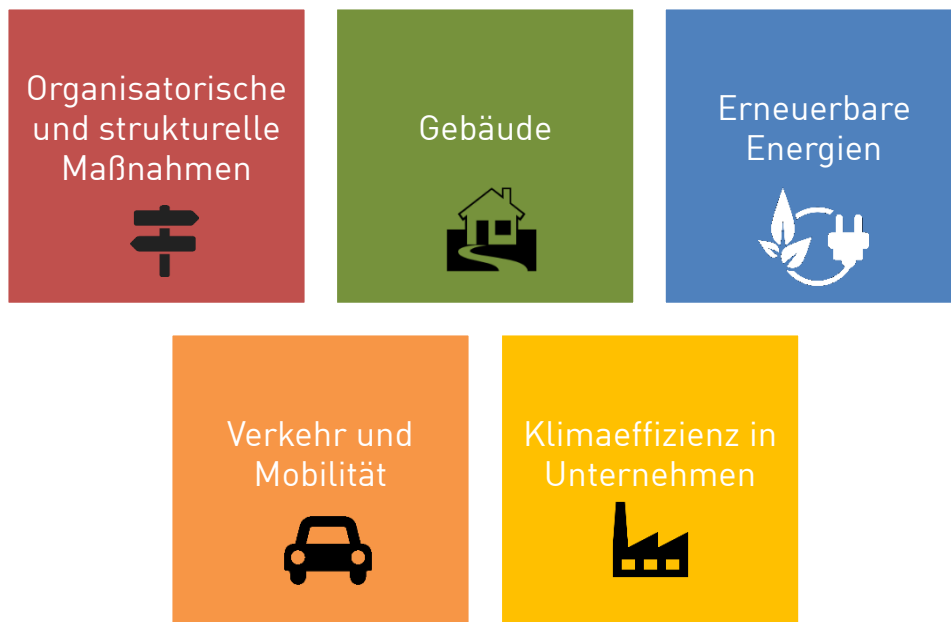 Organisatorische
und strukturelle
Maßnahmen
Gebäude
Erneuerbare
Energien
Verkehr und
Mobilität
Klimaeffizienz in
Unternehmen